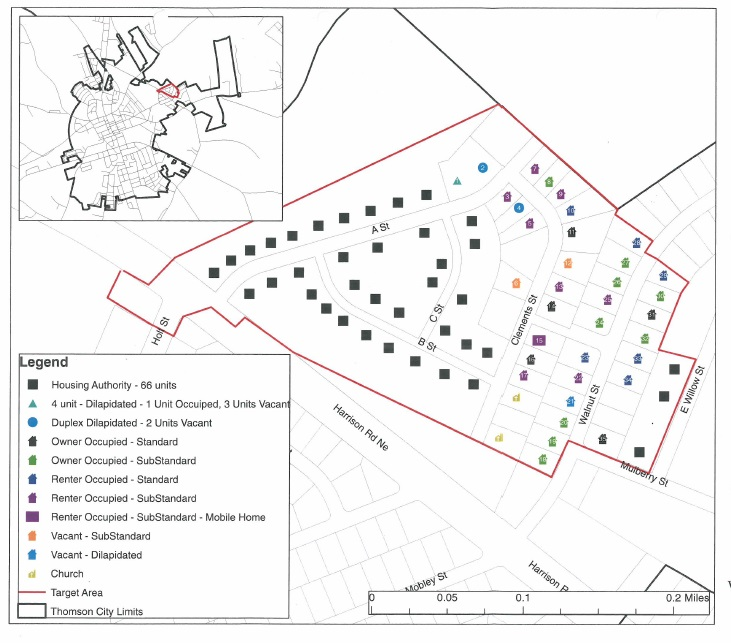 A St
C St
B St
Clements St
Holt St
Walnut St
E Willow St
Mulberry St
Harrison Rd Ne
Mobley St
Harrison R
15
Legend
Housing Authority - 66 units
4 unit - Dilapidated - 1 Unit Occuiped, 3 Units Vacant
Duplex Dilapidated - 2 Units Vacant
Owner Occupied - Standard
Owner Occupied - SubStandard
Renter Occupied - Standard
Renter Occupied - SubStandard
Renter Occupied - SubStandard - Mobile Home
Vacant - SubStandard
Vacant - Dilapidated
Church
Target Area
Thomson City Limits
0 0.05 0.1 0.2 Miles